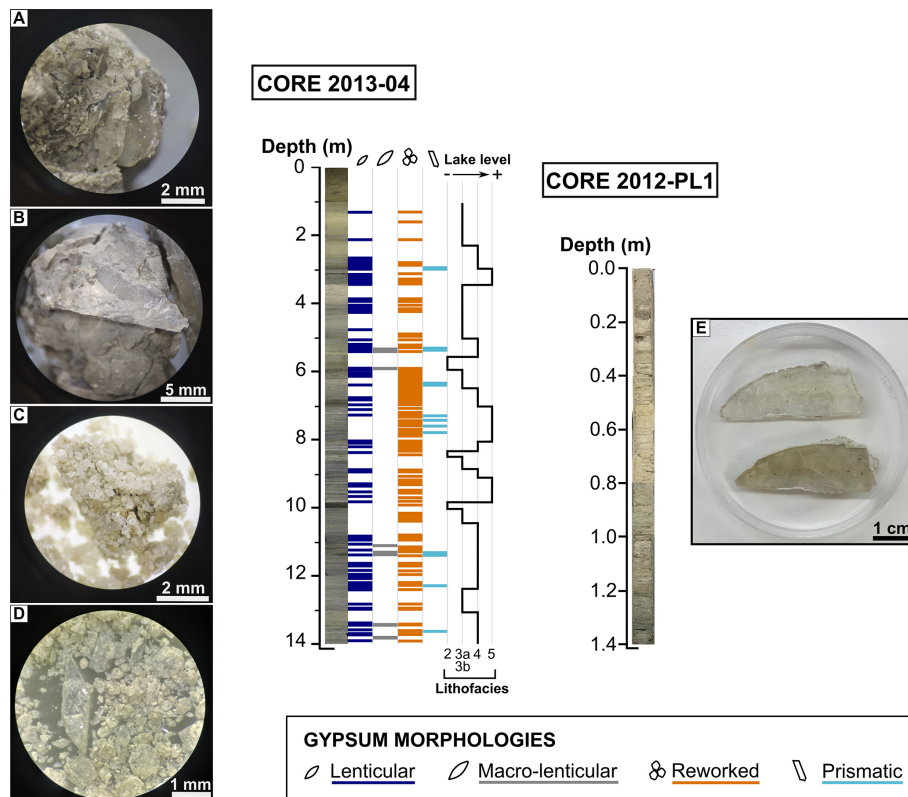 A
2 mm
B
5 mm
C
2 mm
D
1 mm
CORE 2013-04
Depth (m)
Lake level
- +
0
2
4
6
8
10
12
14
2 3a 4 5
3b
Lithofacies
CORE 2012-PL1
Depth (m)
0.0
0.2
0.4
0.6
0.8
1.0
1.2
1.4
E
1 cm
GYPSUM MORPHOLOGIES
Lenticular Macro-lenticular Reworked Prismatic